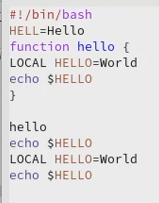 #!/bin/bash
HELL=Hello
function hello {
LOCAL HELLO=World
echo $HELLO
}
hello
echo $HELLO
LOCAL HELLO=World
echo $HELLO